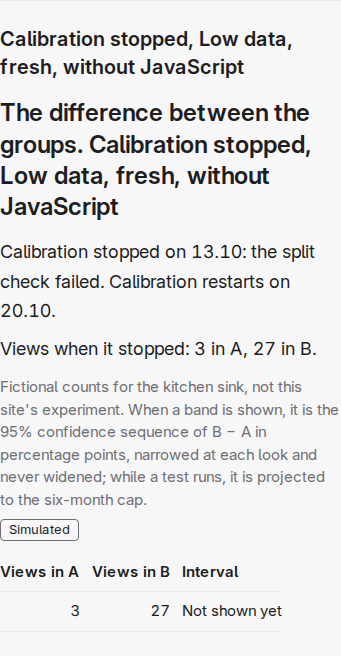 Calibration stopped, Low data,
fresh, without JavaScript
The difference between the
groups. Calibration stopped,
Low data, fresh, without
JavaScript
Calibration stopped on 13.10: the split
check failed. Calibration restarts on
20.10.
Views when it stopped: 3 in A, 27 in B.
Fictional counts for the kitchen sink, not this
site's experiment. When a band is shown, it is the
95% confidence sequence of B − A in
percentage points, narrowed at each look and
never widened; while a test runs, it is projected
to the six-month cap.
Simulated
Views in A Views in B Interval
3 27 Not shown yet